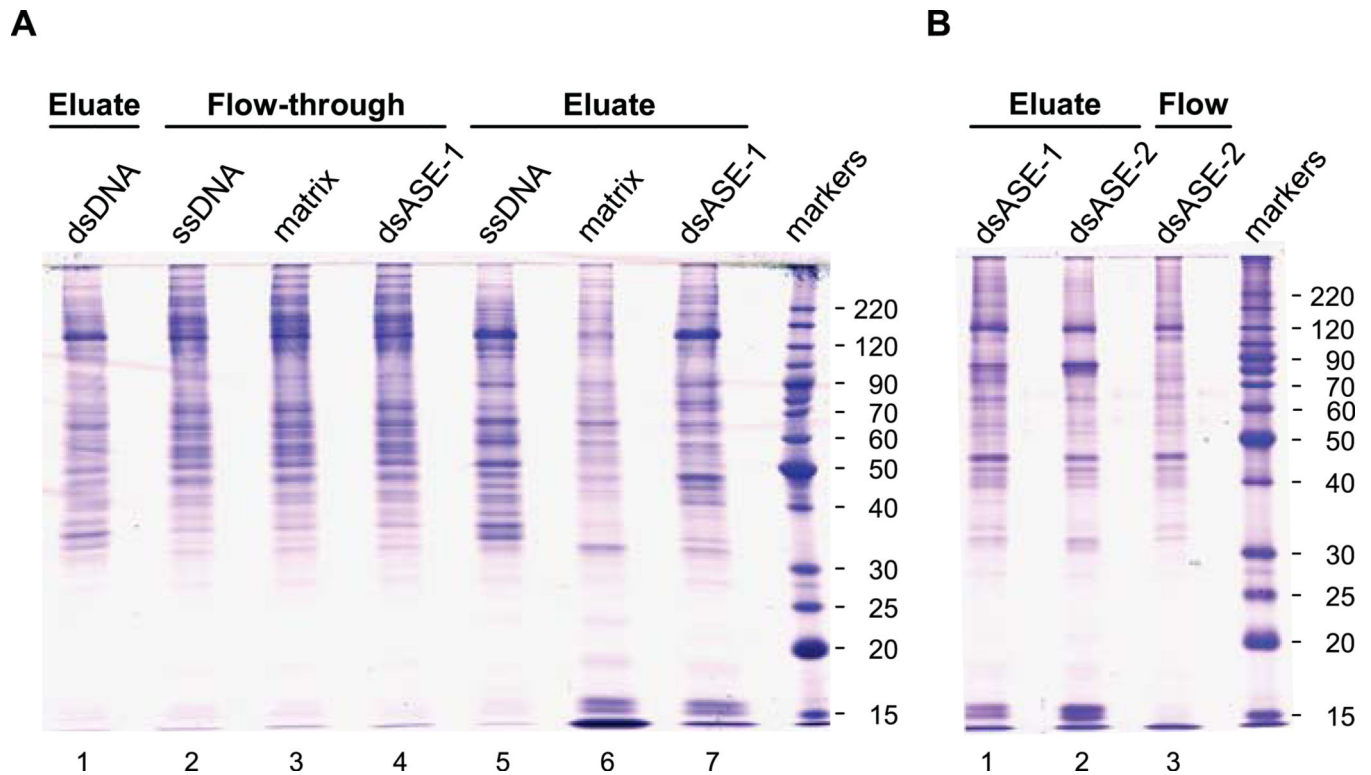 A
B
Eluate Flow-through Eluate
Eluate Flow
dsDNA ssDNA matrix dsASE-1 ssDNA matrix dsASE-1 markers
dsASE-1 dsASE-2 dsASE-2 markers
- 220
- 120
- 90
- 70
- 60
- 50
- 40
- 30
- 25
- 20
- 15
1 2 3 4 5 6 7
- 220
- 120
- 90
- 70
- 60
- 50
- 40
- 30
- 25
- 20
- 15
1 2 3